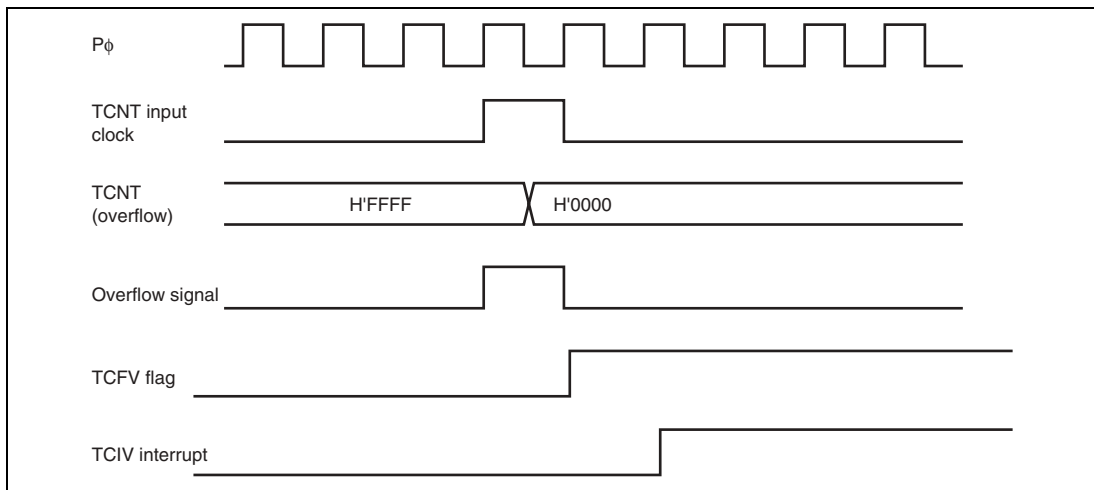 Pϕ
TCNT input
clock
TCNT
(overflow)
H'FFFF
H'0000
Overflow signal
TCFV flag
TCIV interrupt